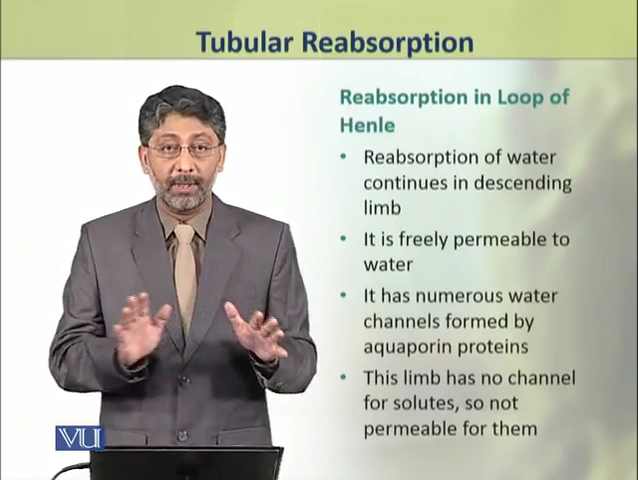 Tubular Reabsorption
Reabsorption in Loop of
Henle
• Reabsorption of water
continues in descending
limb
• It is freely permeable to
water
• It has numerous water
channels formed by
aquaporin proteins
• This limb has no channel
for solutes, so not
permeable for them
VU